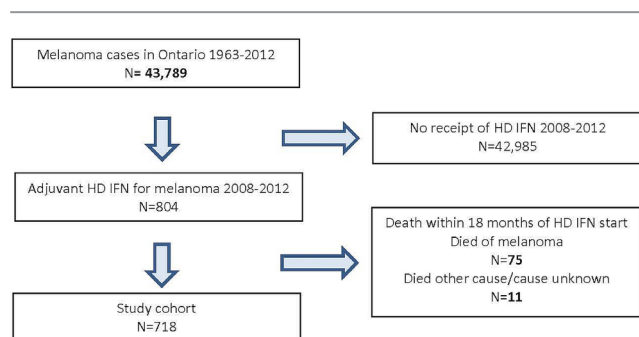 Melanoma cases in Ontario 1963-2012
N= 43,789
No receipt of HD IFN 2008-2012
N=42,985
Adjuvant HD IFN for melanoma 2008-2012
N=804
Death within 18 months of HD IFN start
Died of melanoma
N=75
Died other cause/cause unknown
N=11
Study cohort
N=718